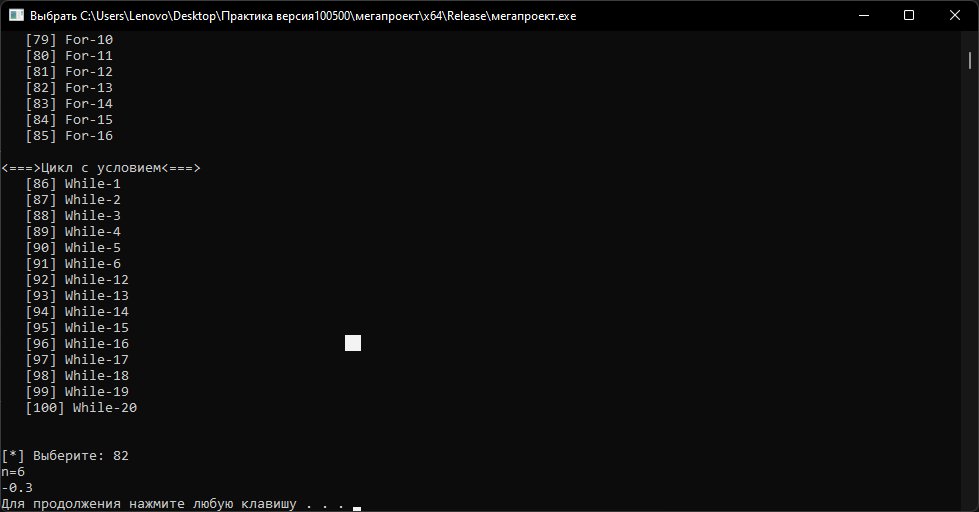 Выбрать C:\Users\Lenovo\Desktop\Практика версия100500\мегапроект\x64\Release\мегапроект.exe
[79] For-10
[80] For-11
[81] For-12
[82] For-13
[83] For-14
[84] For-15
[85] For-16
<===>Цикл с условием<===>
[86] While-1
[87] While-2
[88] While-3
[89] While-4
[90] While-5
[91] While-6
[92] While-12
[93] While-13
[94] While-14
[95] While-15
[96] While-16
[97] While-17
[98] While-18
[99] While-19
[100] While-20
[*] Выберите: 82
n=6
-0.3
Для продолжения нажмите любую клавишу . . .